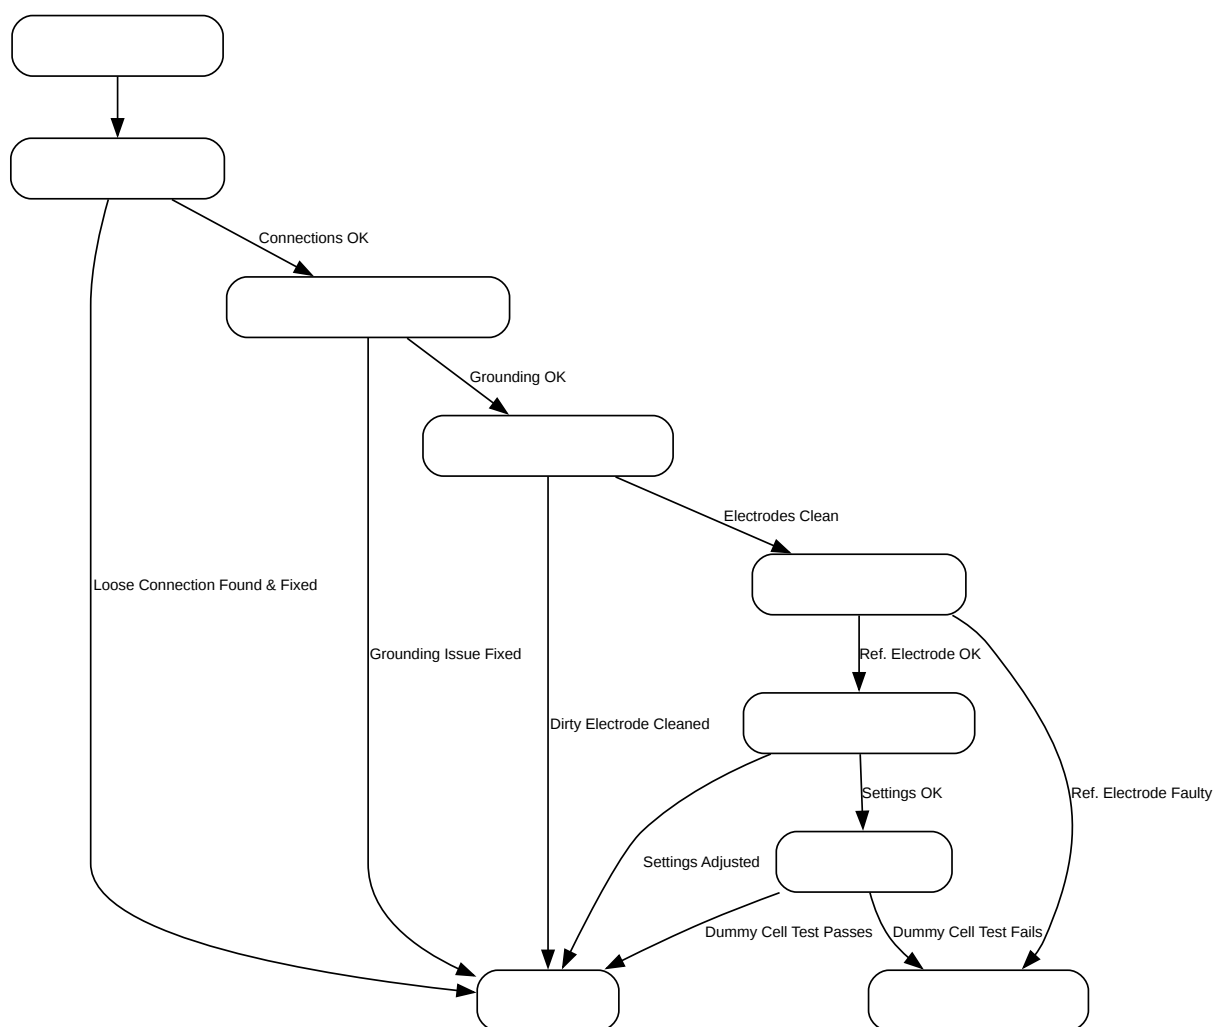 Connections OK
Grounding OK
Electrodes Clean
Loose Connection Found & Fixed
Grounding Issue Fixed
Ref. Electrode OK
Dirty Electrode Cleaned
Settings OK
Ref. Electrode Faulty
Settings Adjusted
Dummy Cell Test Passes
Dummy Cell Test Fails